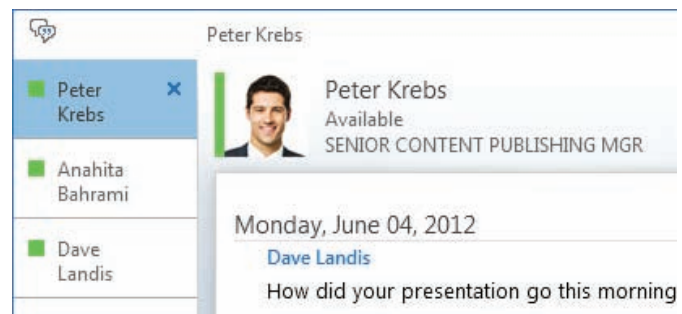 Peter Krebs
Peter
Krebs
Anahita
Bahrami
Dave
Landis
Peter Krebs
Available
SENIOR CONTENT PUBLISHING MGR
Monday, June 04, 2012
Dave Landis
How did your presentation go this morning